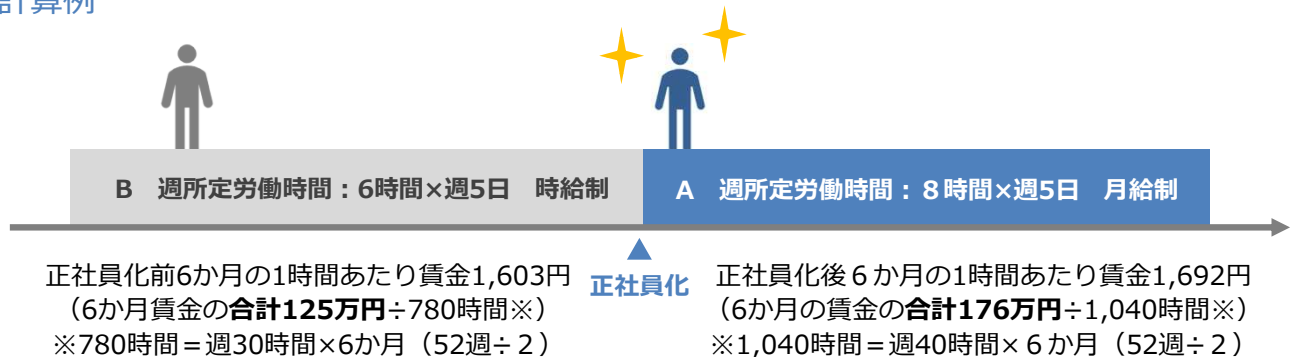 計算例
B 週所定労働時間：6時間×週5日 時給制
A 週所定労働時間：８時間×週5日 月給制
正社員化前6か月の1時間あたり賃金1,603円
（6か月賃金の合計125万円÷780時間※）
※780時間＝週30時間×6か月（52週÷２）
正社員化
正社員化後６か月の1時間あたり賃金1,692円
（6か月の賃金の合計176万円÷1,040時間※）
※1,040時間＝週40時間×６か月（52週÷２）